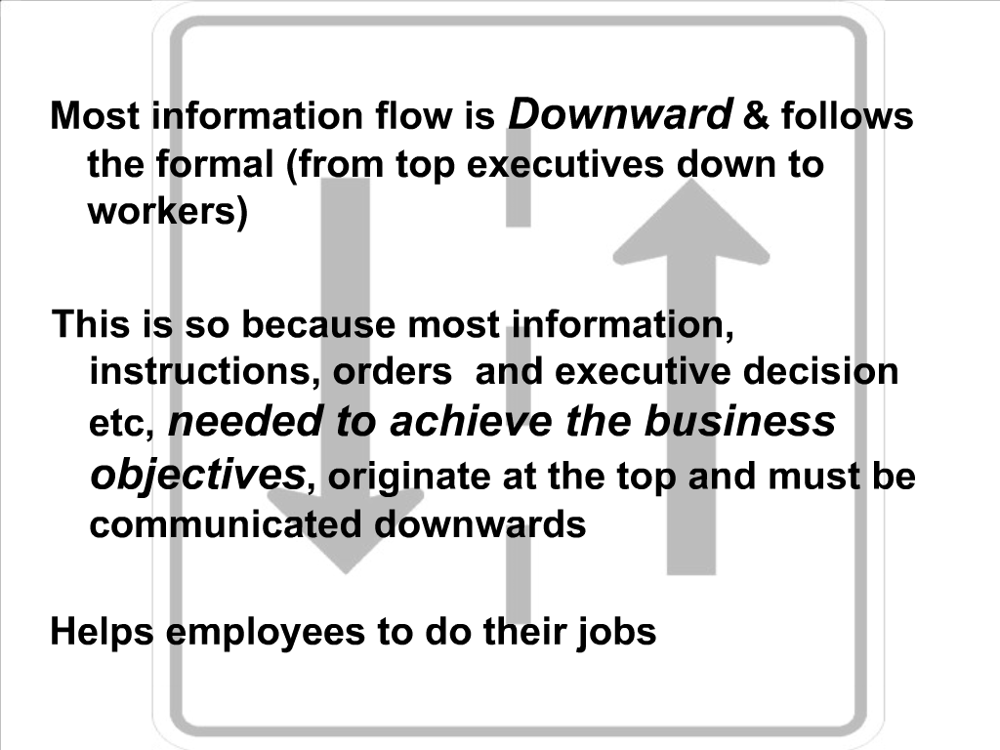 Most information flow is Downward & follows
the formal (from top executives down to
workers)
This is so because most information,
instructions, orders  and executive decision
etc, needed to achieve the business
objectives, originate at the top and must be
communicated downwards
Helps employees to do their jobs